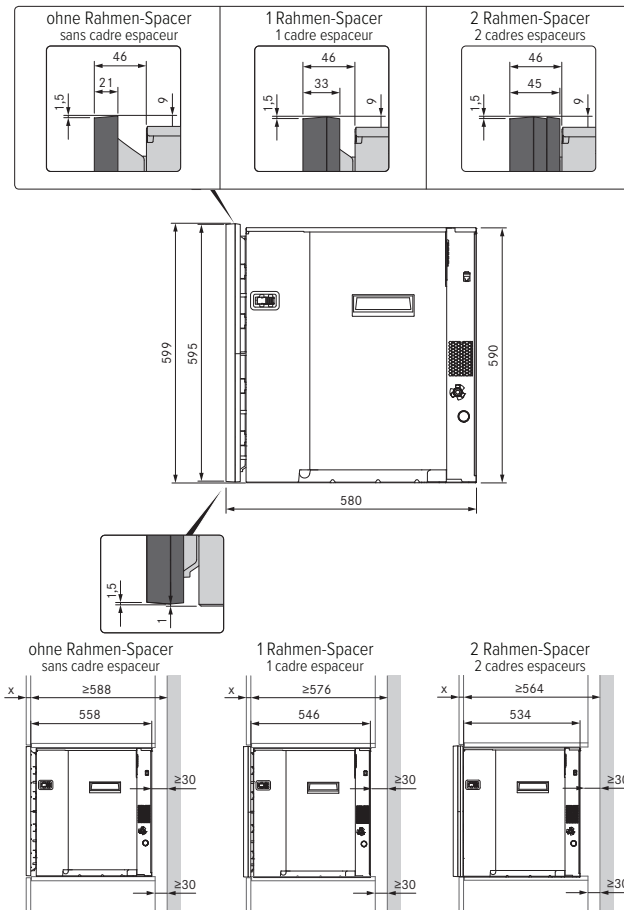 ohne Rahmen-Spacer
sans cadre espaceur
46
21
1,5
9
1 Rahmen-Spacer
1 cadre espaceur
46
33
1,5
9
2 Rahmen-Spacer
2 cadres espaceurs
46
45
1,5
9
599
595
590
580
1,5
1
ohne Rahmen-Spacer
sans cadre espaceur
x
≥588
558
≥30
≥30
1 Rahmen-Spacer
1 cadre espaceur
x
≥576
546
≥30
≥30
2 Rahmen-Spacer
2 cadres espaceurs
x
≥564
534
≥30
≥30